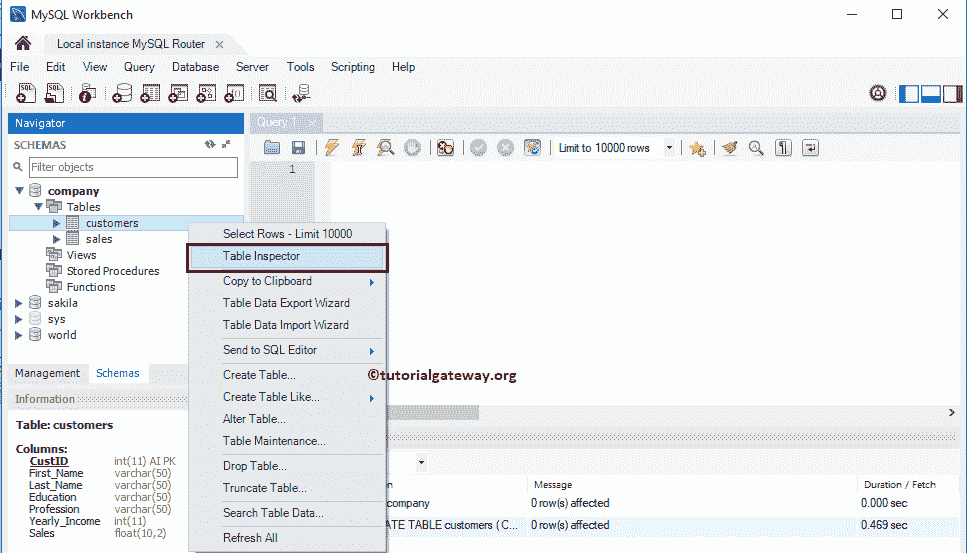 MySQL Workbench
Local instance MySQL Router
File Edit View Query Database Server Tools Scripting Help
Navigator
Query 1
SCHEMAS
Limit to 10000 rows
Filter objects
1
company
Tables
customers
sales
Views
Stored Procedures
Functions
sakila
sys
world
Select Rows - Limit 10000
Table Inspector
Copy to Clipboard
Table Data Export Wizard
Table Data Import Wizard
Send to SQL Editor
Create Table...
Create Table Like...
Alter Table...
Table Maintenance...
Drop Table...
Truncate Table...
Search Table Data...
Refresh All
©tutorialgateway.org
Management Schemas
Information
Table: customers
Columns:
CustID int(11) AI PK
First_Name varchar(50)
Last_Name varchar(50)
Education varchar(50)
Profession varchar(50)
Yearly_Income int(11)
Sales float(10,2)
Message Duration / Fetch
company 0 row(s) affected 0.000 sec
TABLE customers ( C... 0 row(s) affected 0.469 sec